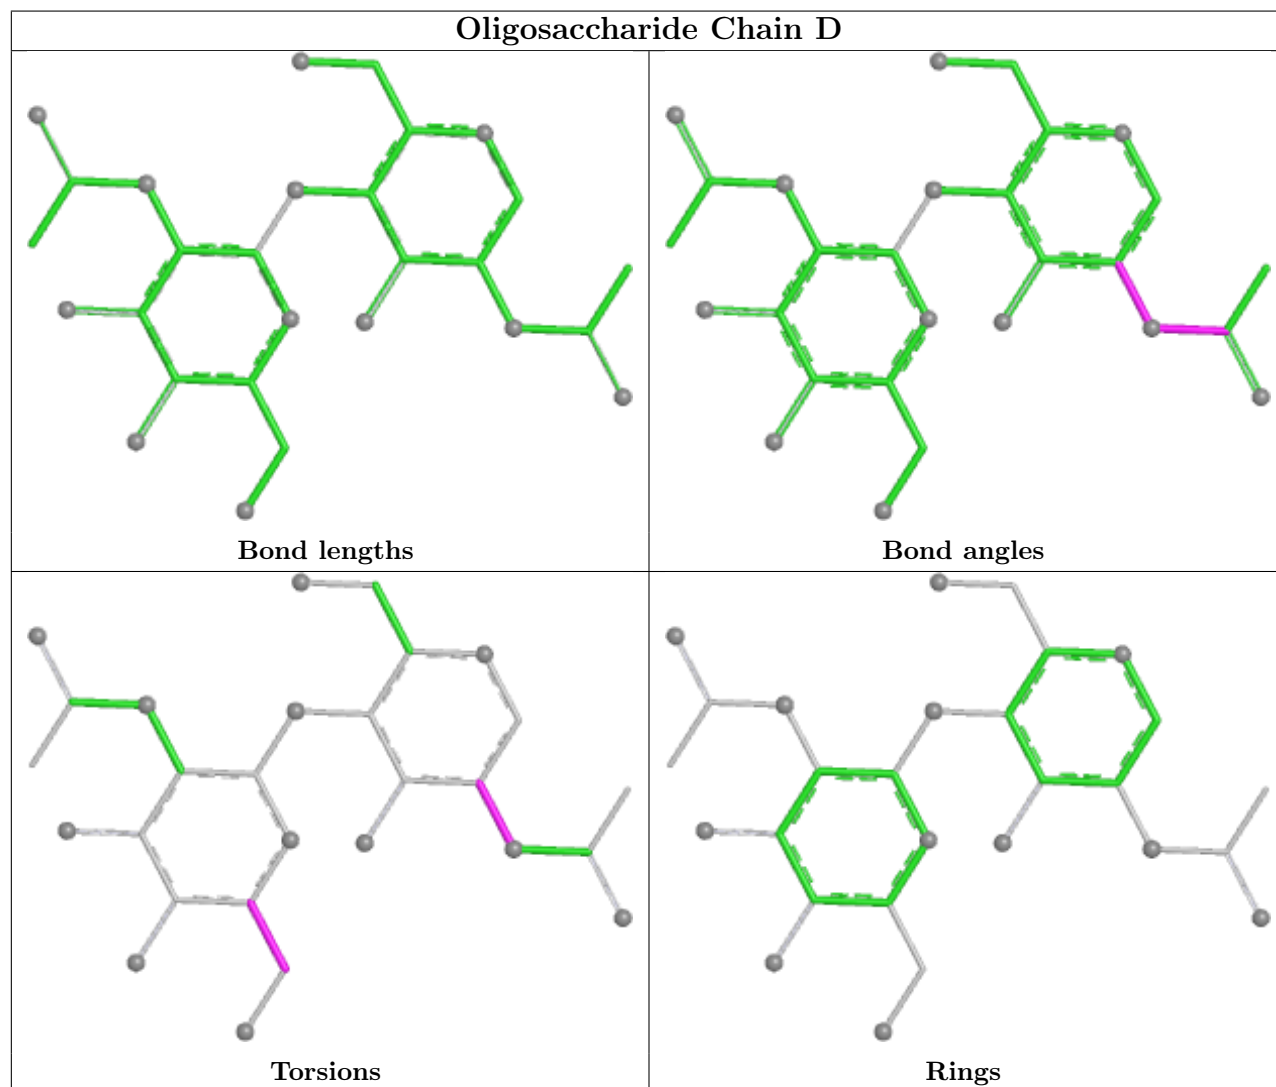 Oligosaccharide Chain D
Bond lengths
Bond angles
Torsions
Rings